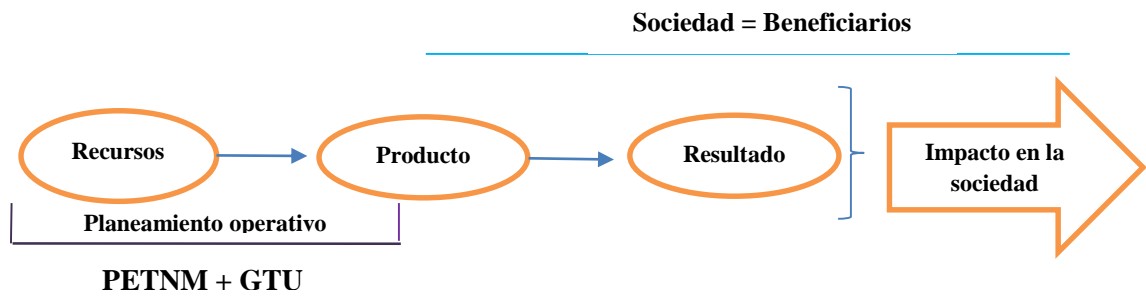 Sociedad = Beneficiarios
Recursos
Producto
Resultado
Impacto en la
sociedad
Planeamiento operativo
PETNM + GTU